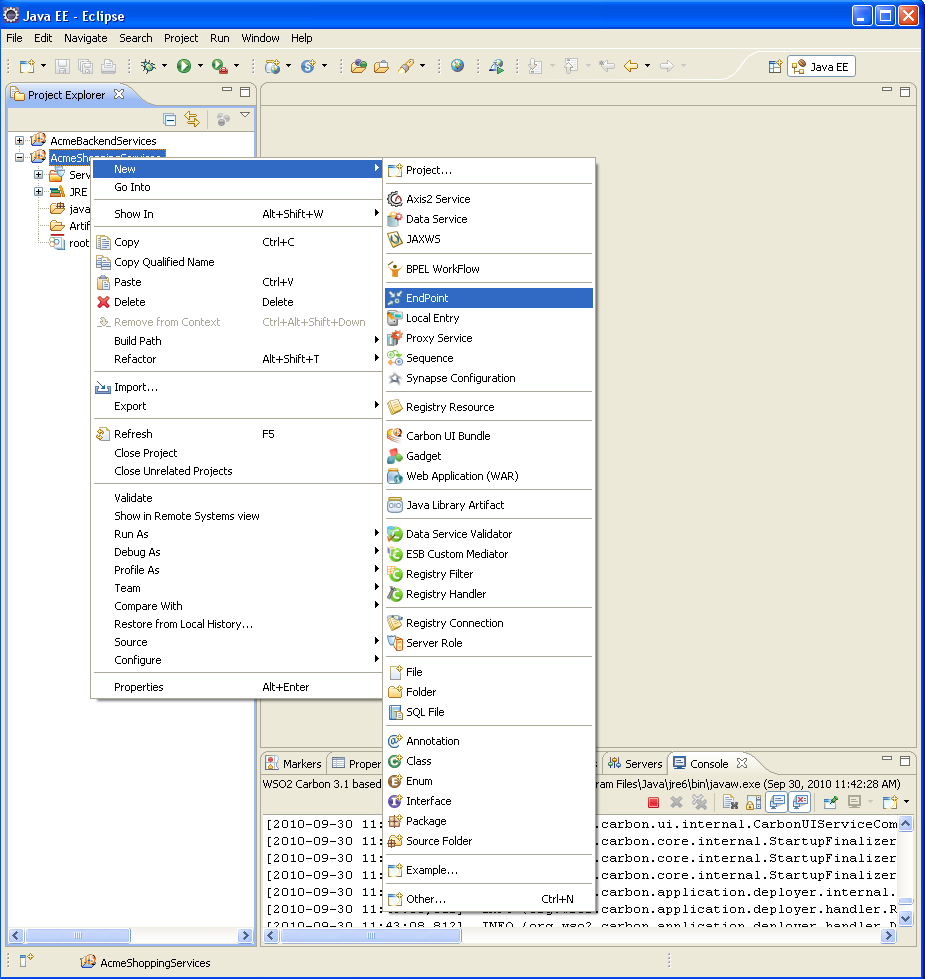 Java EE - Eclipse
File Edit Navigate Search Project Run Window Help
Java EE
Project Explorer
AcmeBackendServices
AcmeShoppingServices
Serv
JRE
java
Artif
root
New
Go Into
Show In Alt+Shift+W
Copy Ctrl+C
Copy Qualified Name
Paste Ctrl+V
Delete Delete
Remove from Context Ctrl+Alt+Shift+Down
Build Path
Refactor Alt+Shift+T
Import...
Export
Refresh F5
Close Project
Close Unrelated Projects
Validate
Show in Remote Systems view
Run As
Debug As
Profile As
Team
Compare With
Restore from Local History...
Source
Configure
Properties Alt+Enter
Project...
Axis2 Service
Data Service
JAXWS
BPEL WorkFlow
EndPoint
Local Entry
Proxy Service
Sequence
Synapse Configuration
Registry Resource
Carbon UI Bundle
Gadget
Web Application (WAR)
Java Library Artifact
Data Service Validator
ESB Custom Mediator
Registry Filter
Registry Handler
Registry Connection
Server Role
File
Folder
SQL File
Annotation
Class
Enum
Interface
Package
Source Folder
Example...
Other... Ctrl+N
Markers Proper Servers Console
WSO2 Carbon 3.1 based ram Files\Java\jre6\bin\javaw.exe (Sep 30, 2010 11:42:28 AM)
[2010-09-30 11: .carbon.ui.internal.CarbonUIServiceCom
[2010-09-30 11: .carbon.core.internal.StartupFinalizer
[2010-09-30 11: .carbon.core.internal.StartupFinalizer
[2010-09-30 11: .carbon.core.internal.StartupFinalizer
[2010-09-30 11: .carbon.application.deployer.internal.
[2010-09-30 11: .carbon.application.deployer.handler.R
[2010-09-30 11:43:08,812] INFO {org.wso2.carbon.application.deployer.handler.D
AcmeShoppingServices